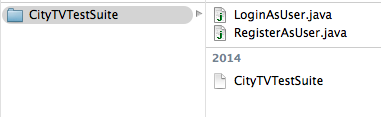 CityTVTestSuite
LoginAsUser.java
RegisterAsUser.java
2014
CityTVTestSuite